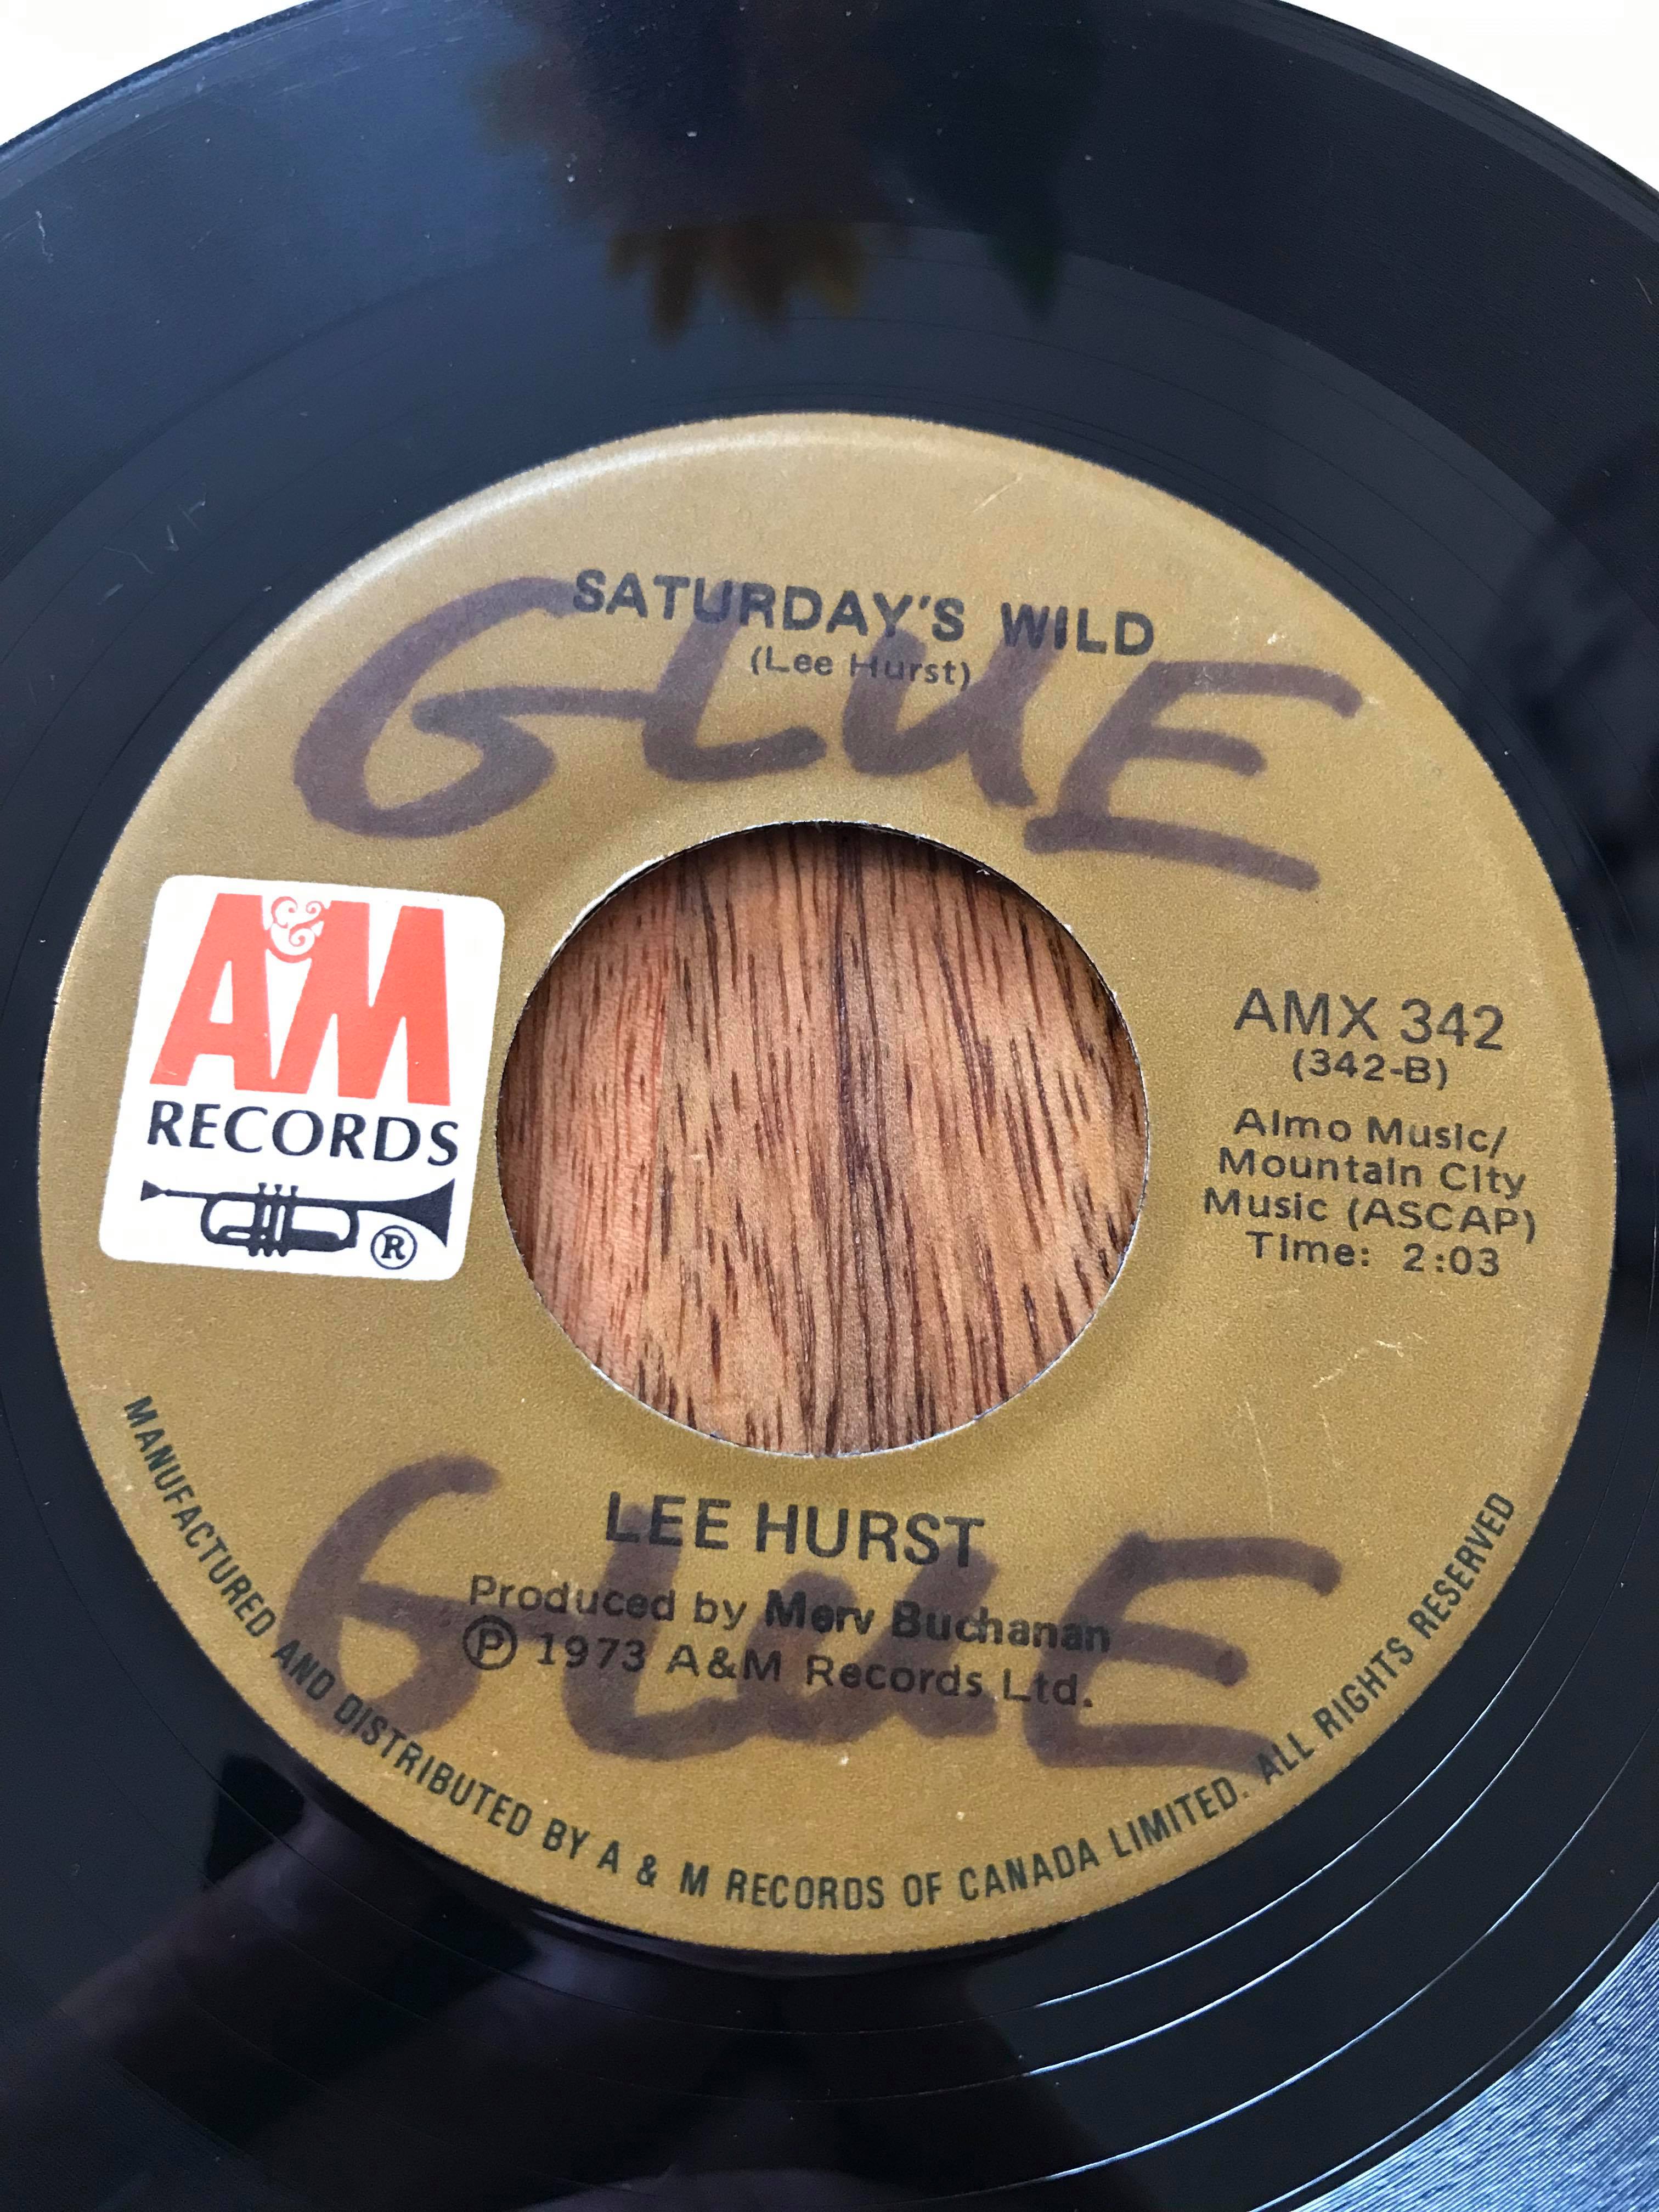 SATURDAY'S WILD
(Lee Hurst)
GLUE
A&M
RECORDS
®
AMX 342
(342-B)
Almo Music/
Mountain City
Music (ASCAP)
Time: 2:03
LEE HURST
Produced by Merv Buchanan
℗ 1973 A&M Records Ltd.
GLUE
MANUFACTURED AND DISTRIBUTED BY A & M RECORDS OF CANADA LIMITED. ALL RIGHTS RESERVED